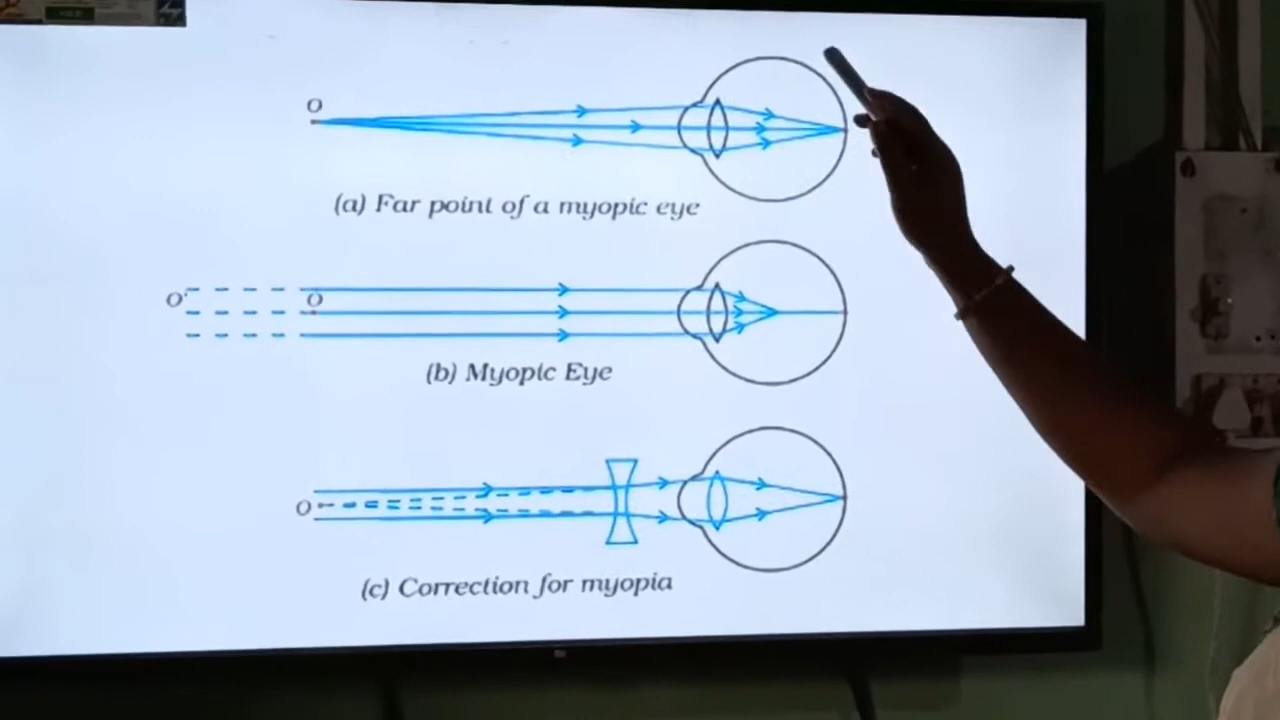 O
(a) Far point of a myopic eye
O' O
(b) Myopic Eye
O
(c) Correction for myopia